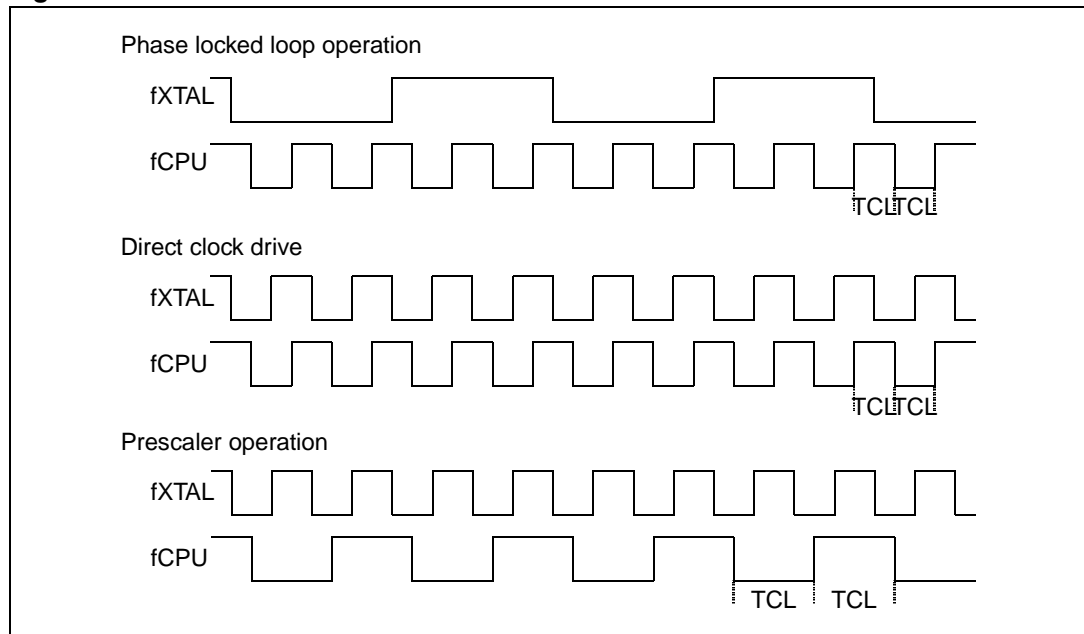 Phase locked loop operation
fXTAL
fCPU
TCL TCL
Direct clock drive
fXTAL
fCPU
TCL TCL
Prescaler operation
fXTAL
fCPU
TCL TCL